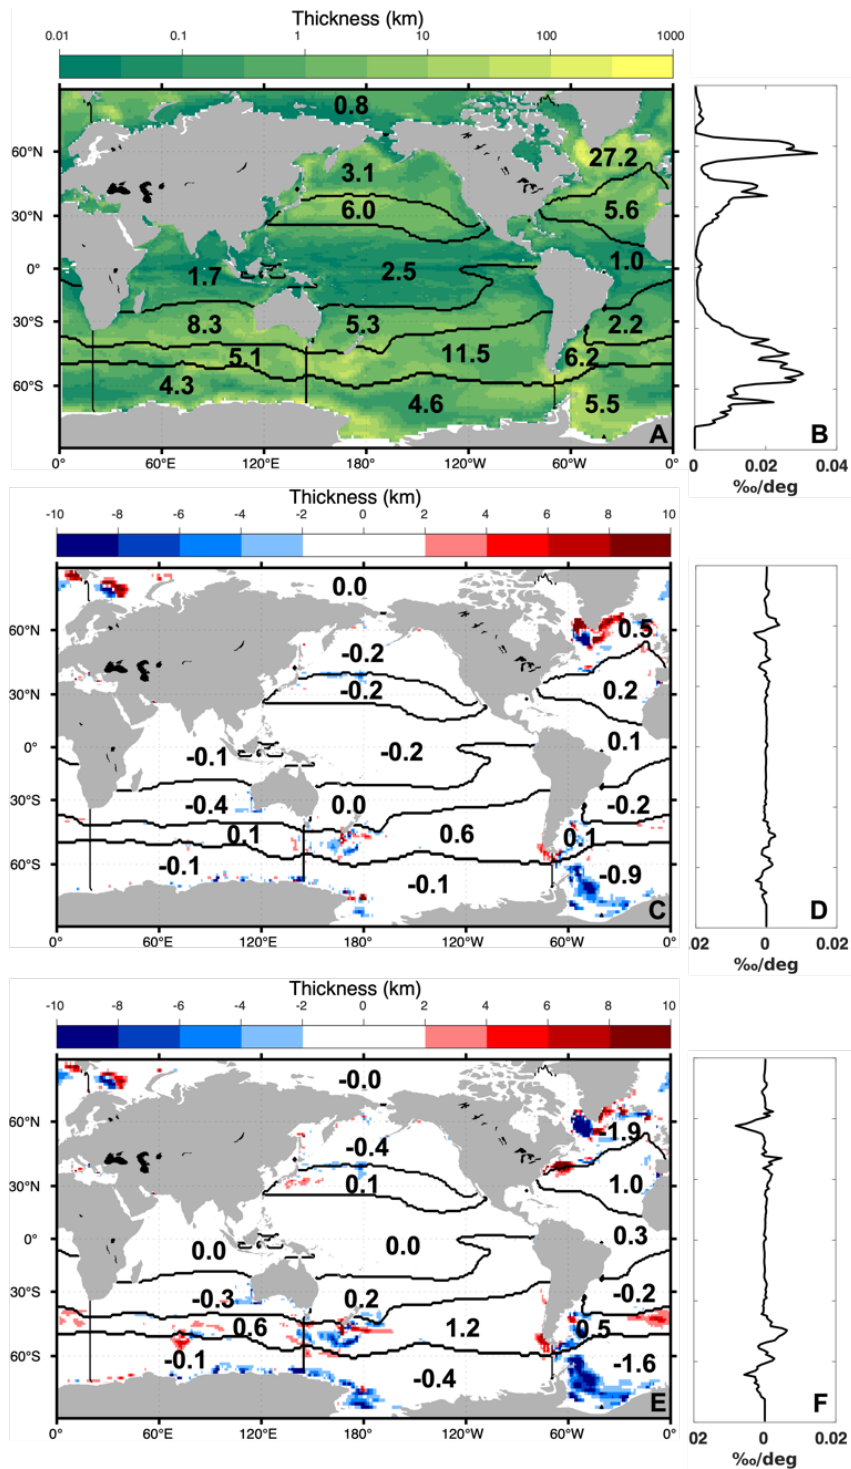 Thickness (km)
0.01 0.1 1 10 100 1000
0.8
60°N
27.2
3.1
30°N
6.0
5.6
0°
1.7
2.5
1.0
30°S
8.3
5.3
2.2
5.1
11.5
6.2
60°S
4.3
4.6
5.5
A
0° 60°E 120°E 180° 120°W 60°W 0°
B
0 0.02 0.04
‰/deg
Thickness (km)
-10 -8 -6 -4 -2 0 2 4 6 8 10
0.0
60°N
0.5
-0.2
30°N
-0.2
0.2
0°
-0.1
-0.2
0.1
30°S
-0.4
0.0
-0.2
0.1
0.6
0.1
60°S
-0.1
-0.1
-0.9
C
0° 60°E 120°E 180° 120°W 60°W 0°
D
.02 0 0.02
‰/deg
Thickness (km)
-10 -8 -6 -4 -2 0 2 4 6 8 10
-0.0
60°N
-1.9
-0.4
30°N
0.1
1.0
0°
0.0
0.0
0.3
30°S
-0.3
0.2
-0.2
0.6
1.2
0.5
60°S
-0.1
-0.4
-1.6
E
0° 60°E 120°E 180° 120°W 60°W 0°
F
02 0 0.02
‰/deg